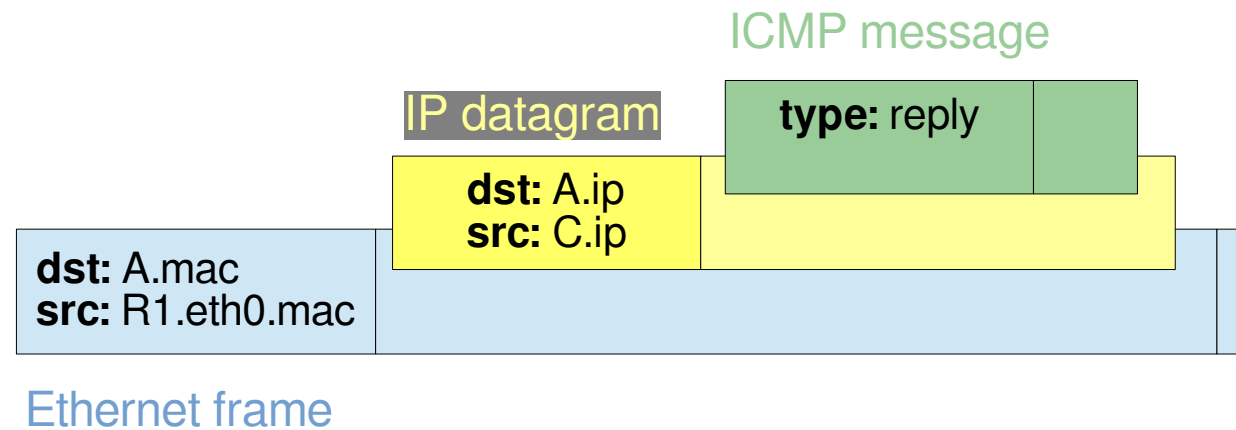 ICMP message
IP datagram
type: reply
dst: A.ip
src: C.ip
dst: A.mac
src: R1.eth0.mac
Ethernet frame